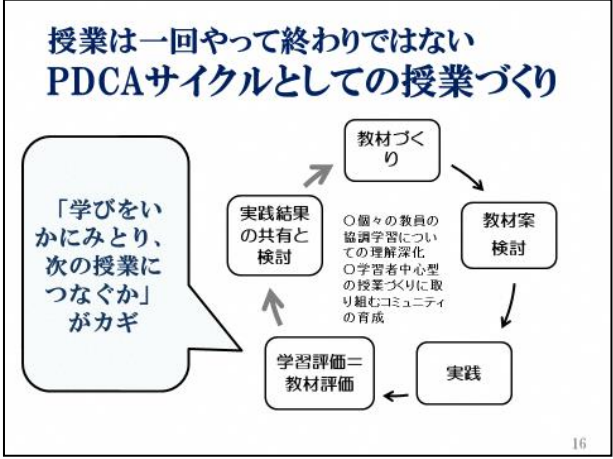 授業は一回やって終わりではない
PDCAサイクルとしての授業づくり
「学びをい
かにみとり、
次の授業に
つなぐか」
がカギ
教材づく
り
教材案
検討
実践
学習評価＝
教材評価
実践結果
の共有と
検討
○個々の教員の
協調学習につい
ての理解深化
○学習者中心型
の授業づくりに取
り組むコミュニティ
の育成
16